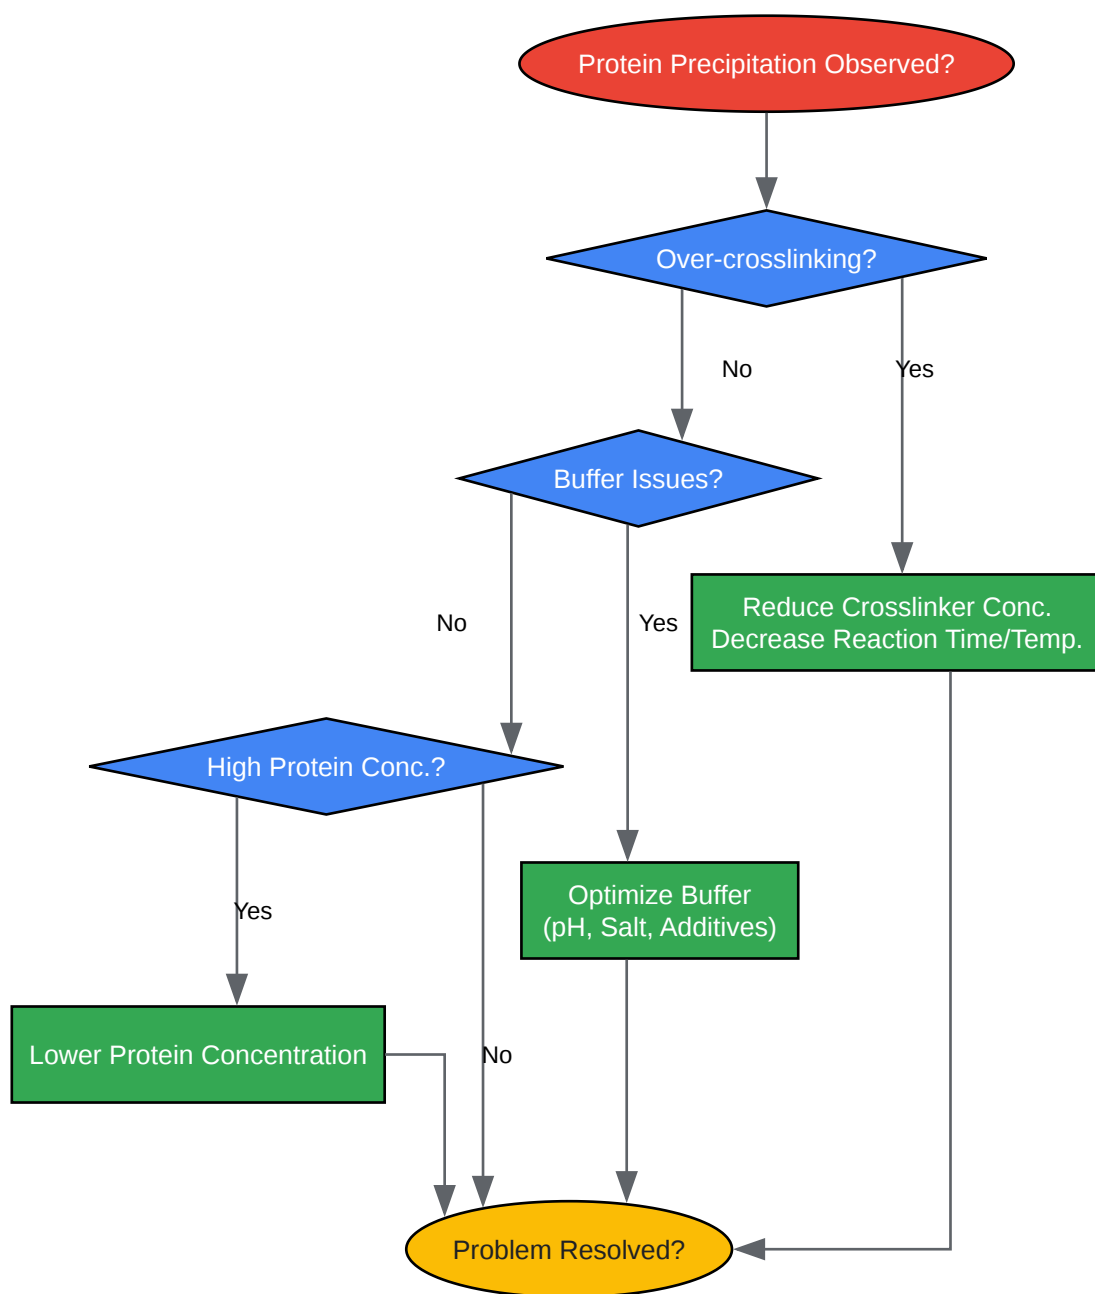 Protein Precipitation Observed?
Over-crosslinking?
No
Yes
Buffer Issues?
No
Yes
Reduce Crosslinker Conc.
Decrease Reaction Time/Temp.
High Protein Conc.?
Yes
Optimize Buffer
(pH, Salt, Additives)
Lower Protein Concentration
No
Problem Resolved?